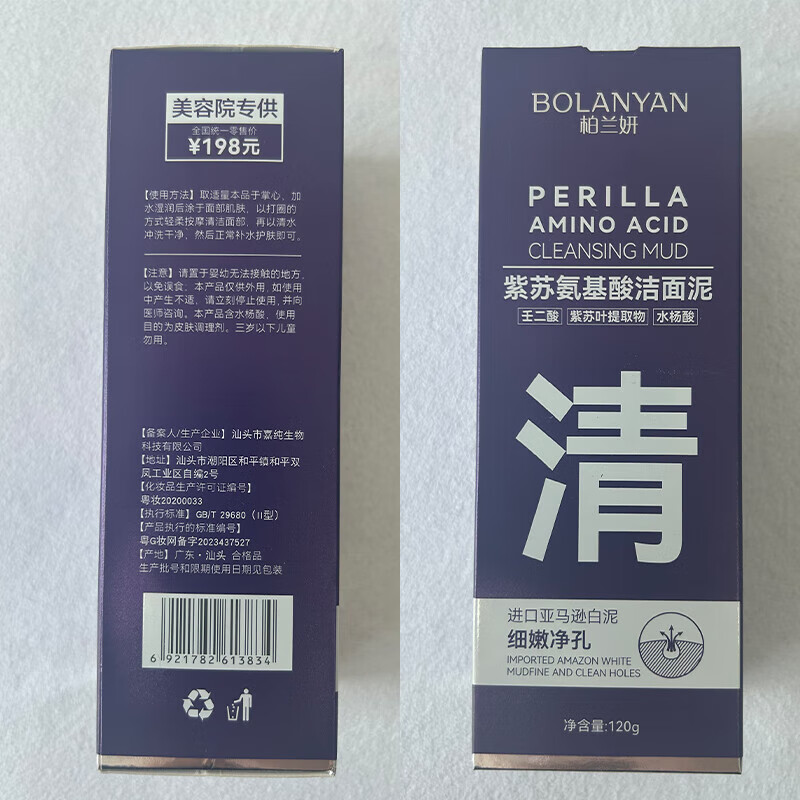 美容院专供
全国统一零售价
¥198元
【使用方法】取适量本品于掌心，加
水湿润后涂于面部肌肤，以打圈的
方式轻柔按摩清洁面部，再以清水
冲洗干净，然后正常补水护肤即可。
【注意】请置于婴幼无法接触的地方，
以免误食，本产品仅供外用，如使用
中产生不适，请立刻停止使用，并向
医师咨询。本产品含水杨酸，使用
目的为皮肤调理剂。三岁以下儿童
勿用。
【备案人/生产企业】汕头市嘉纯生物
科技有限公司
【地址】汕头市潮阳区和平镇和平双
凤工业区自编2号
【化妆品生产许可证编号】
粤妆20200033
【执行标准】GB/T 29680（II型）
【产品执行的标准编号】
粤G妆网备字2023437527
【产地】广东·汕头 合格品
生产批号和限期使用日期见包装
6 921782 613834
BOLANYAN
柏兰妍
PERILLA
AMINO ACID
CLEANSING MUD
紫苏氨基酸洁面泥
壬二酸 紫苏叶提取物 水杨酸
清
进口亚马逊白泥
细嫩净孔
IMPORTED AMAZON WHITE
MUDFINE AND CLEAN HOLES
净含量:120g